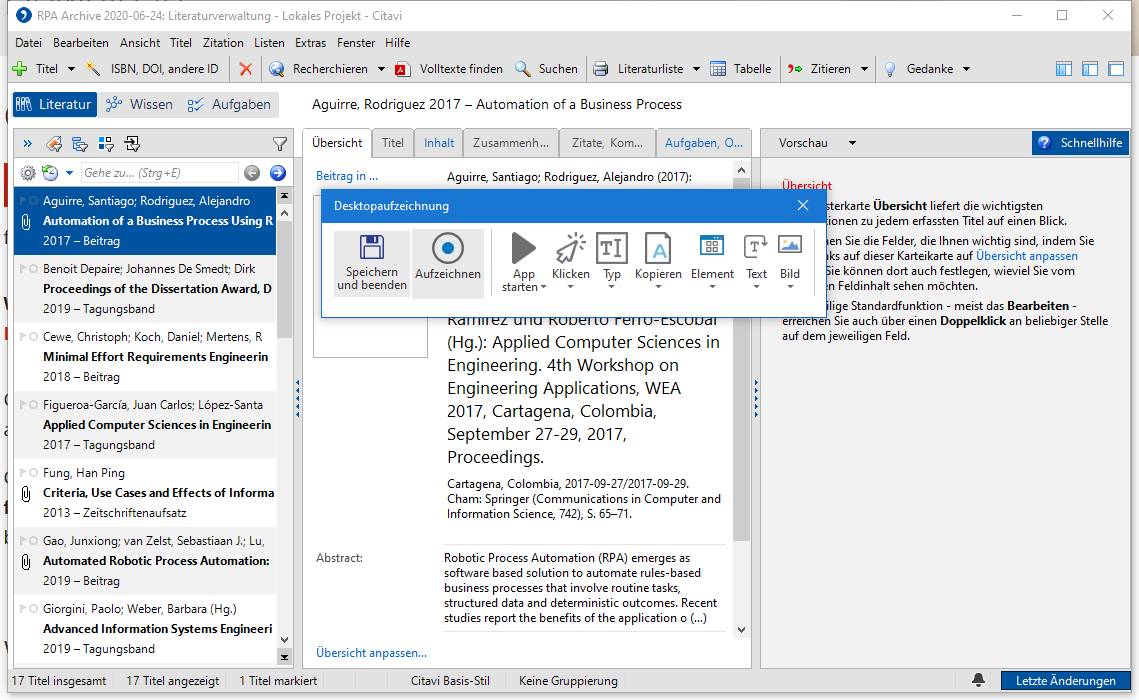 RPA Archive 2020-06-24: Literaturverwaltung - Lokales Projekt - Citavi
Datei Bearbeiten Ansicht Titel Zitation Listen Extras Fenster Hilfe
Titel ISBN, DOI, andere ID Recherchieren Volltexte finden Suchen Literaturliste Tabelle Zitieren Gedanke
Literatur Wissen Aufgaben
Aguirre, Rodriguez 2017 – Automation of a Business Process
Gehe zu... (Strg+E)
Aguirre, Santiago; Rodriguez, Alejandro
Automation of a Business Process Using R
2017 – Beitrag
Benoit Depaire; Johannes De Smedt; Dirk
Proceedings of the Dissertation Award, D
2019 – Tagungsband
Cewe, Christoph; Koch, Daniel; Mertens, R
Minimal Effort Requirements Engineerin
2018 – Beitrag
Figueroa-García, Juan Carlos; López-Santa
Applied Computer Sciences in Engineerin
2017 – Tagungsband
Fung, Han Ping
Criteria, Use Cases and Effects of Informa
2013 – Zeitschriftenaufsatz
Gao, Junxiong; van Zelst, Sebastiaan J.; Lu,
Automated Robotic Process Automation:
2019 – Beitrag
Giorgini, Paolo; Weber, Barbara (Hg.)
Advanced Information Systems Engineeri
2019 – Tagungsband
Übersicht Titel Inhalt Zusammenh... Zitate, Kom... Aufgaben, O...
Beitrag in ...
Aguirre, Santiago; Rodriguez, Alejandro (2017):
Desktopaufzeichnung
Speichern
und beenden
Aufzeichnen
App
starten
Klicken
Typ
Kopieren
Element
Text
Bild
Ramirez und Roberto Ferro-Escobar
(Hg.): Applied Computer Sciences in
Engineering. 4th Workshop on
Engineering Applications, WEA
2017, Cartagena, Colombia,
September 27-29, 2017,
Proceedings.
Cartagena, Colombia, 2017-09-27/2017-09-29.
Cham: Springer (Communications in Computer and
Information Science, 742), S. 65–71.
Abstract:
Robotic Process Automation (RPA) emerges as
software based solution to automate rules-based
business processes that involve routine tasks,
structured data and deterministic outcomes. Recent
studies report the benefits of the application o (...)
Übersicht anpassen...
Vorschau
Schnellhilfe
Übersicht
sterkarte Übersicht liefert die wichtigsten
tionen zu jedem erfassten Titel auf einen Blick.
en Sie die Felder, die Ihnen wichtig sind, indem Sie
ks auf dieser Karteikarte auf Übersicht anpassen
Sie können dort auch festlegen, wieviel Sie vom
en Feldinhalt sehen möchten.
ilige Standardfunktion - meist das Bearbeiten -
erreichen Sie auch über einen Doppelklick an beliebiger Stelle
auf dem jeweiligen Feld.
17 Titel insgesamt 17 Titel angezeigt 1 Titel markiert Citavi Basis-Stil Keine Gruppierung Letzte Änderungen